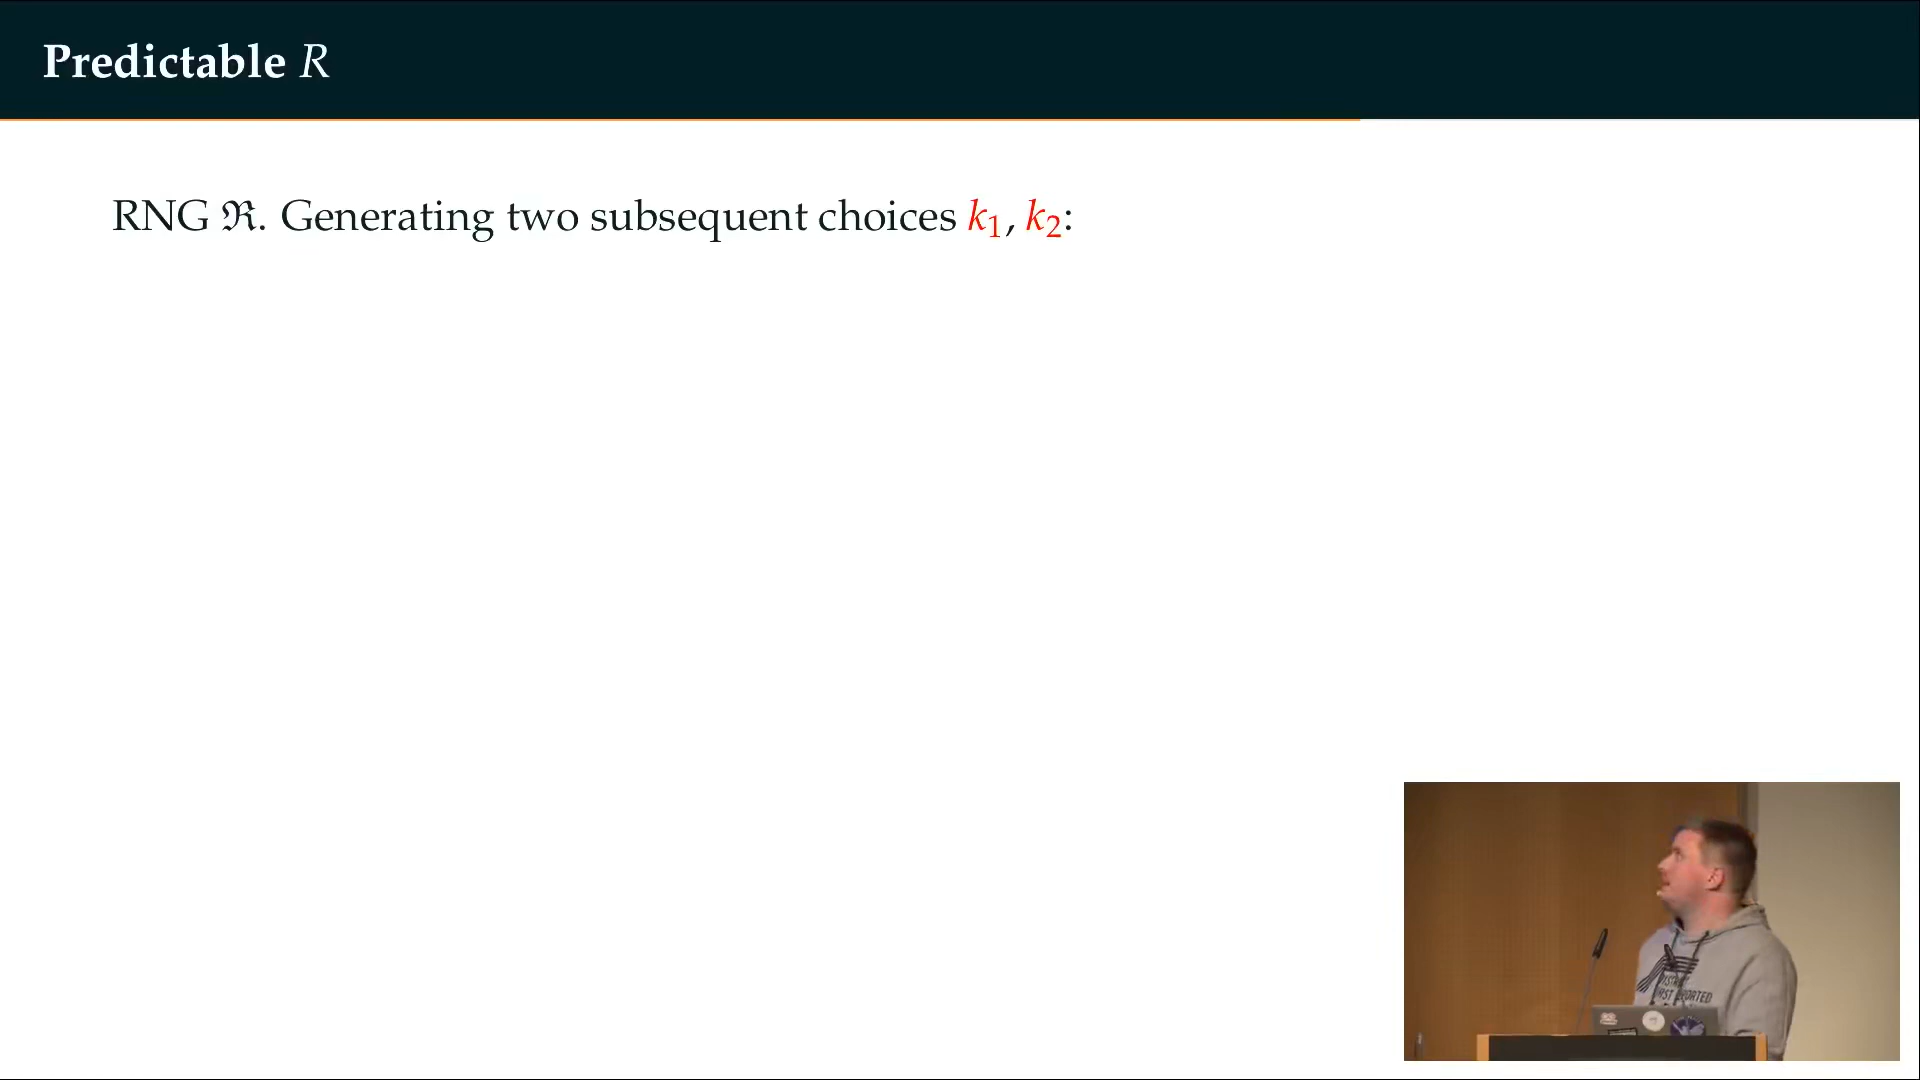 Predictable R
RNG ℜ. Generating two subsequent choices k₁, k₂: